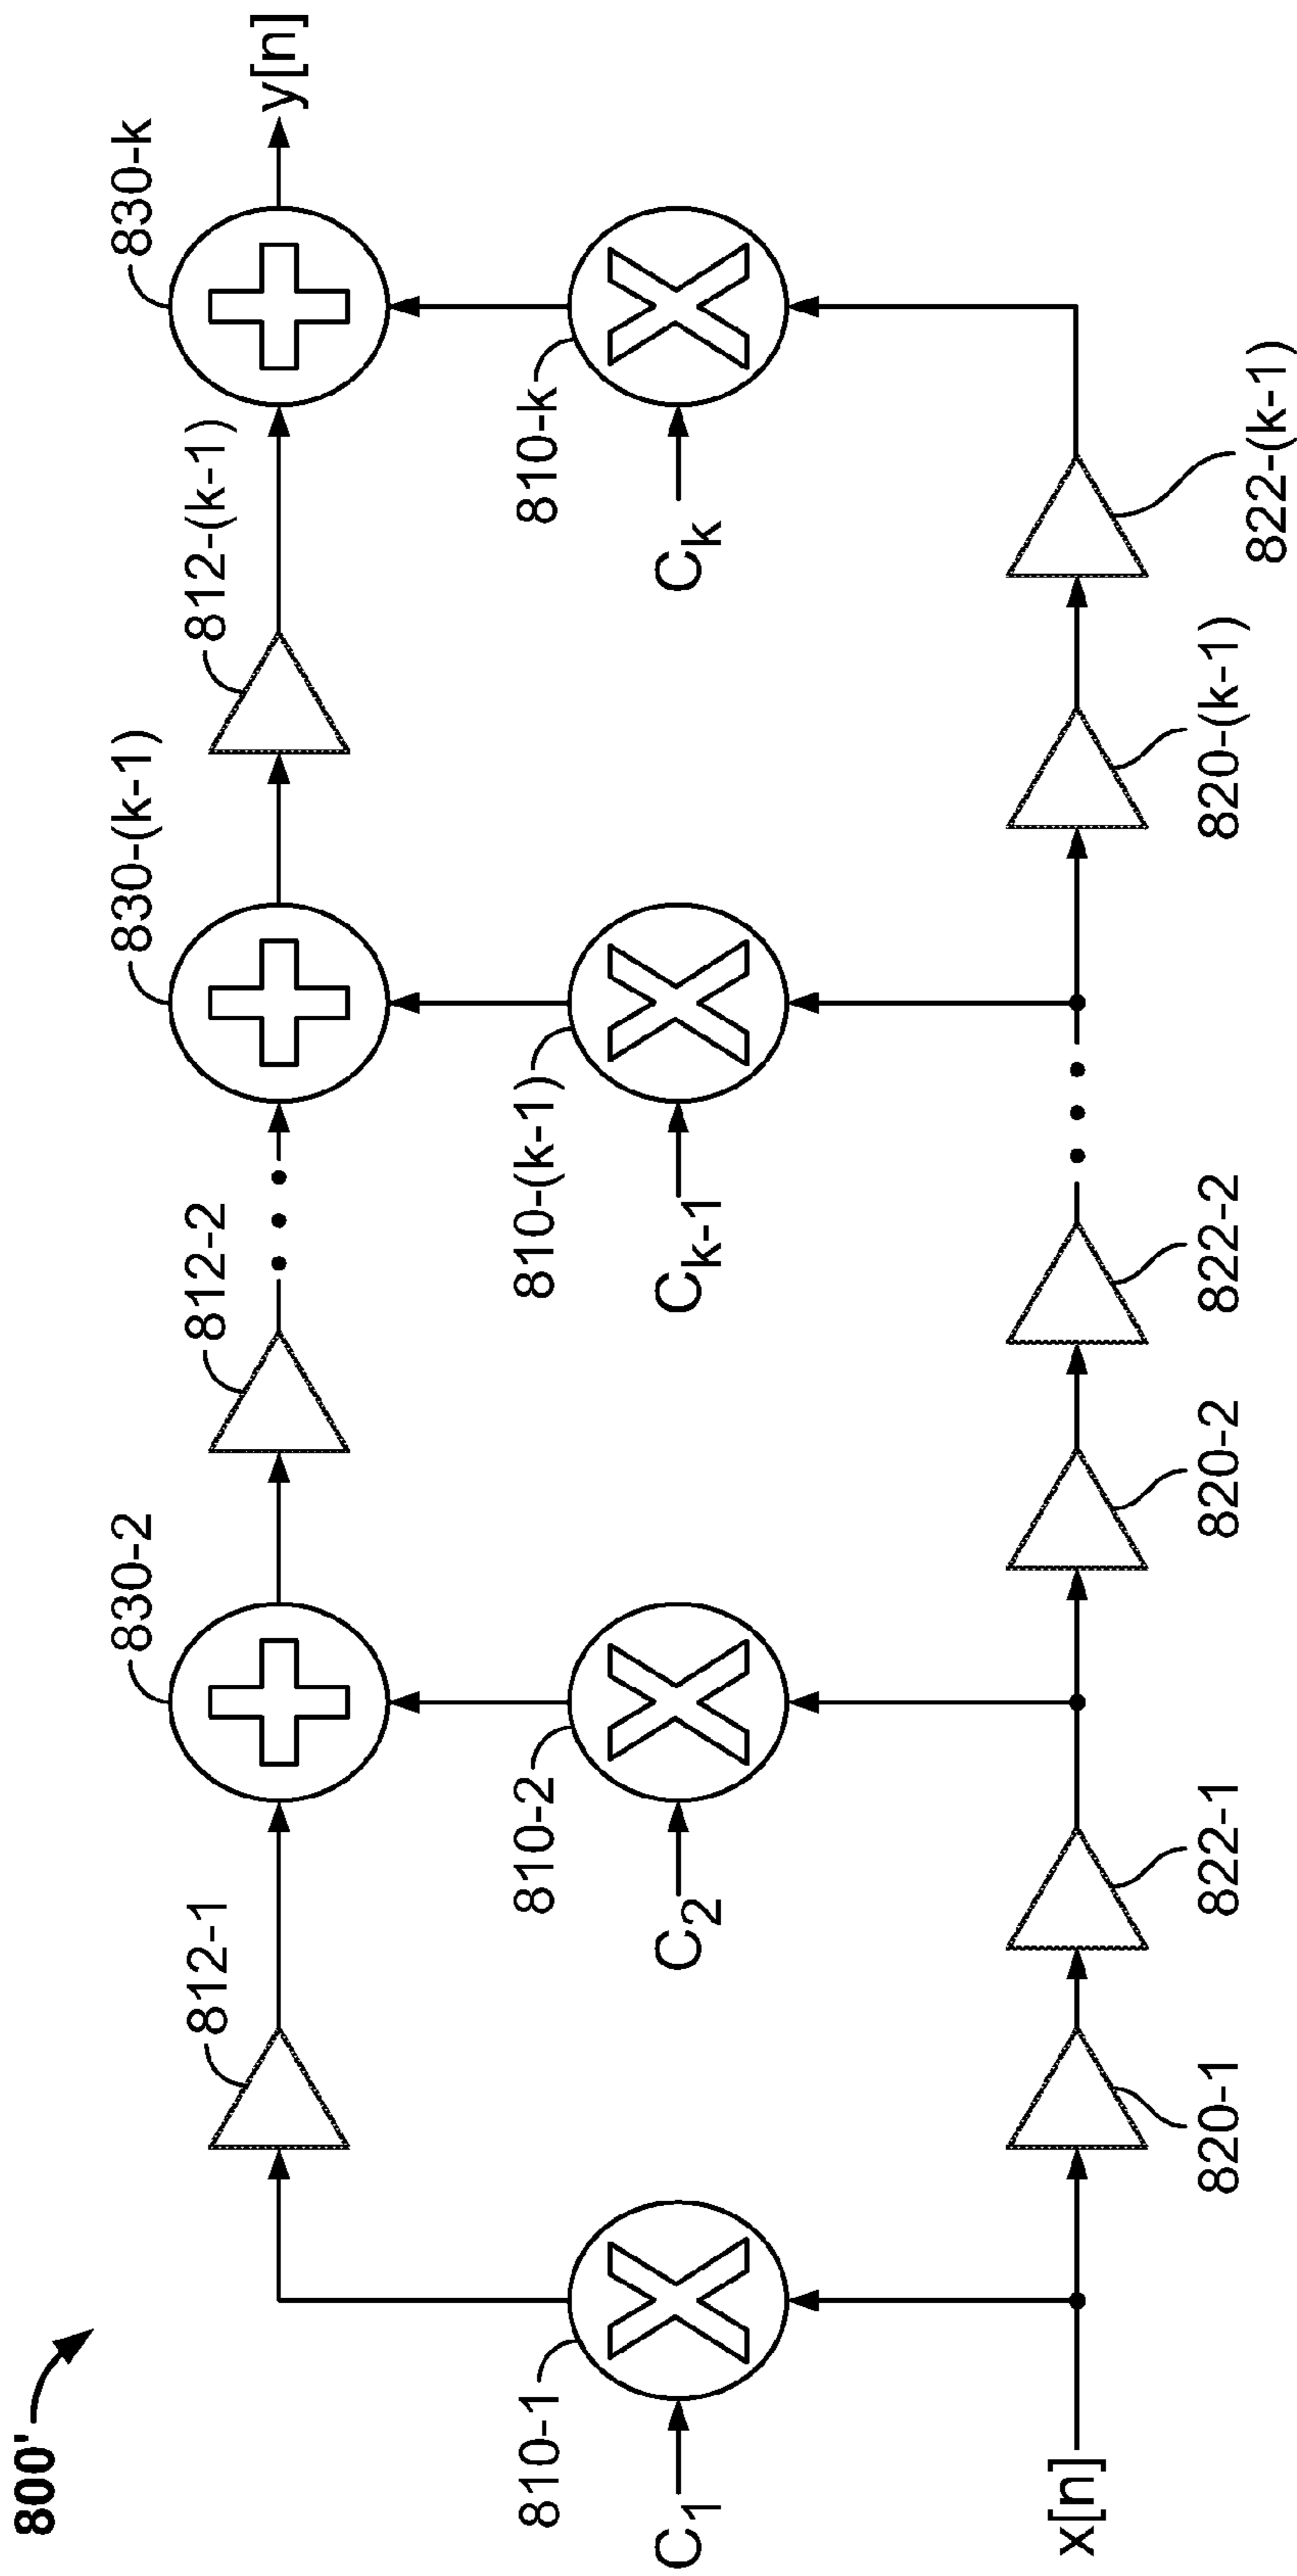 800'
830-2
830-(k-1)
830-k
812-1
812-2
812-(k-1)
y[n]
810-1
810-2
810-(k-1)
810-k
C1
C2
Ck-1
Ck
x[n]
820-1
822-1
820-2
822-2
820-(k-1)
822-(k-1)